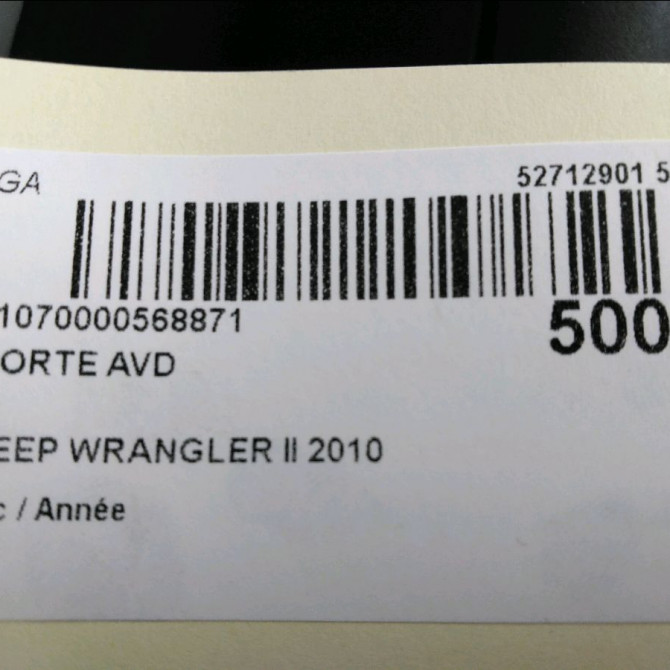 GA 52712901 5
1070000568871 500
ORTE AVD
EEP WRANGLER II 2010
c / Année